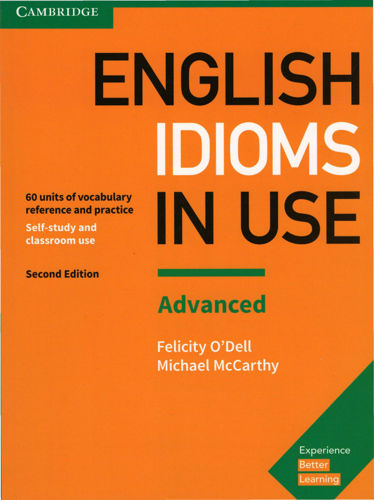 CAMBRIDGE
ENGLISH
IDIOMS
IN USE
60 units of vocabulary
reference and practice
Self-study and
classroom use
Second Edition
Advanced
Felicity O'Dell
Michael McCarthy
Experience
Better
Learning